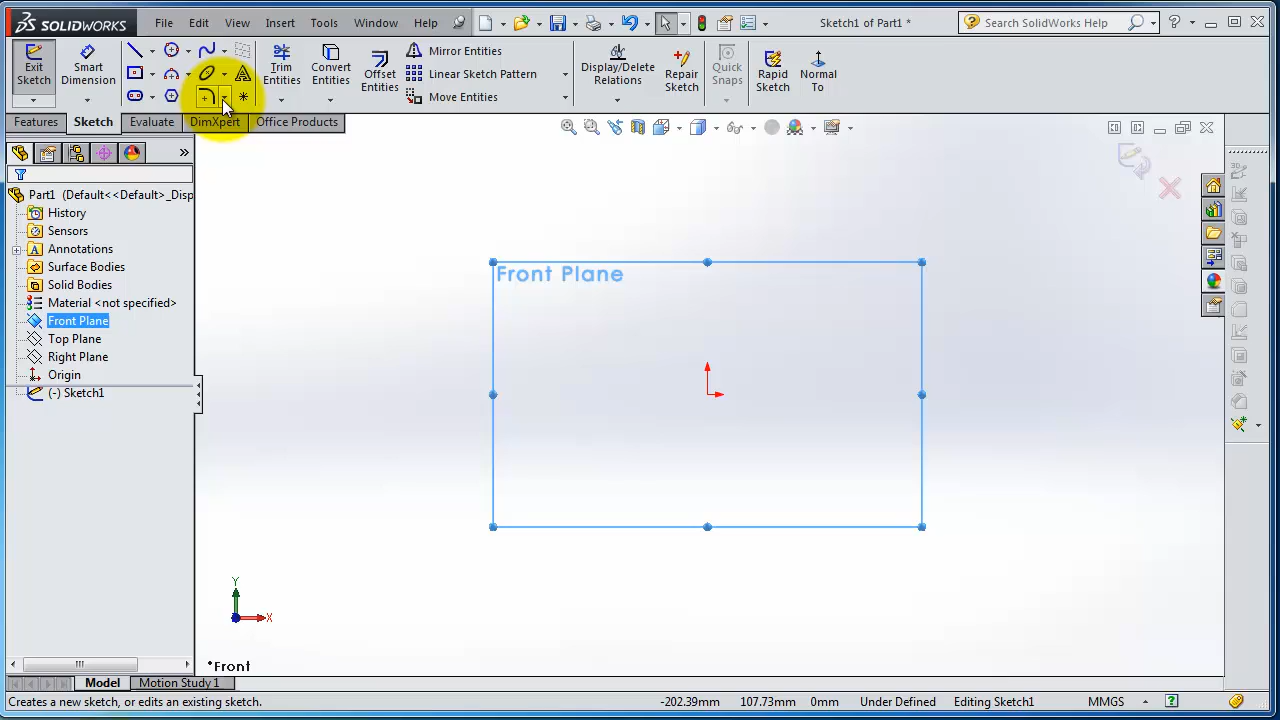 SOLIDWORKS File Edit View Insert Tools Window Help Sketch1 of Part1 * Search SolidWorks Help
Exit Sketch
Smart Dimension
Trim Entities
Convert Entities
Offset Entities
Mirror Entities
Linear Sketch Pattern
Move Entities
Display/Delete Relations
Repair Sketch
Quick Snaps
Rapid Sketch
Normal To
Features Sketch Evaluate DimXpert Office Products
Part1 (Default<<Default>_Disp
History
Sensors
Annotations
Surface Bodies
Solid Bodies
Material <not specified>
Front Plane
Top Plane
Right Plane
Origin
(-) Sketch1
Front Plane
Y
X
*Front
Model Motion Study 1
Creates a new sketch, or edits an existing sketch. -202.39mm 107.73mm 0mm Under Defined Editing Sketch1 MMGS